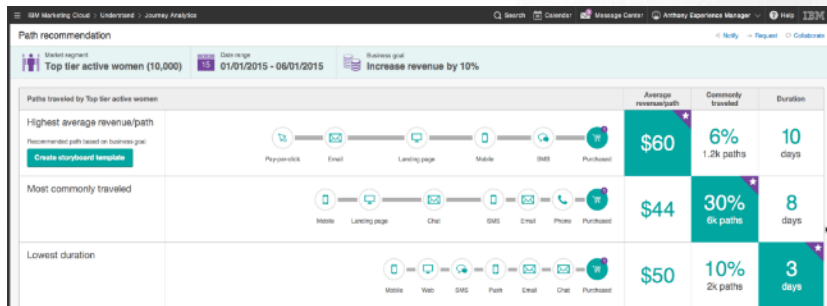 IBM Marketing Cloud > Understand > Journey Analytics
Search Calendar Message Center Anthony Experience Manager Help IBM
Path recommendation
Notify Request Collaborate
Market segment
Top tier active women (10,000)
15
Date range
01/01/2015 - 06/01/2015
Business goal
Increase revenue by 10%
Paths traveled by Top tier active women
Average revenue/path
Commonly traveled
Duration
Highest average revenue/path
Recommended path based on business goal
Create storyboard template
Pay-per-click Email Landing page Mobile SMS Purchased
$60
6%
1.2k paths
10
days
Most commonly traveled
Mobile Landing page Chat SMS Email Phone Purchased
$44
30%
6k paths
8
days
Lowest duration
Mobile Web SMS Push Email Chat Purchased
$50
10%
2k paths
3
days